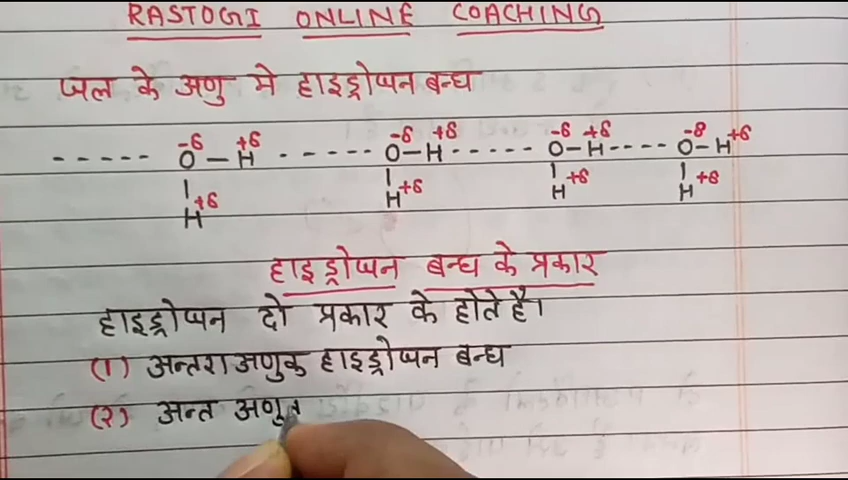 RASTOGI ONLINE COACHING
जल के अणु मे हाइड्रोजन बन्ध
-δ +δ -δ +δ -δ +δ -δ +δ
----- O – H ----- O – H ----- O – H ---- O – H
+δ +δ +δ +δ
H H H H
हाइड्रोजन बन्ध के प्रकार
हाइड्रोजन दो प्रकार के होते है।
(1) अन्तरा अणुक हाइड्रोजन बन्ध
(२) अन्त अणु